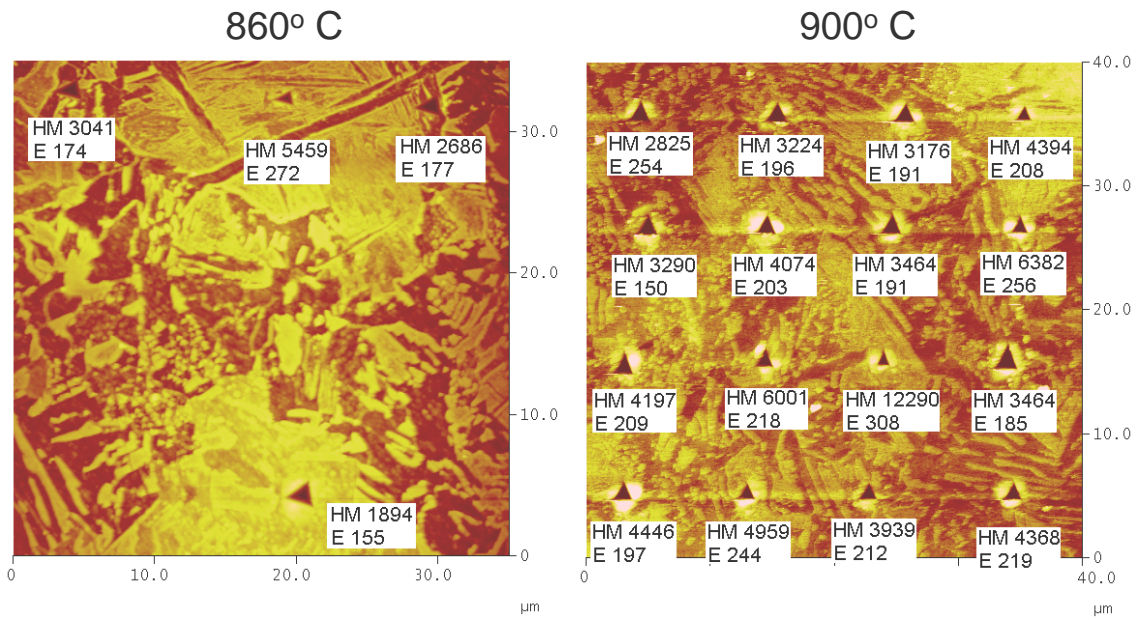 860º C
HM 3041
E 174
HM 5459
E 272
HM 2686
E 177
HM 1894
E 155
30.0
20.0
10.0
0
0 10.0 20.0 30.0
µm
900º C
HM 2825
E 254
HM 3224
E 196
HM 3176
E 191
HM 4394
E 208
HM 3290
E 150
HM 4074
E 203
HM 3464
E 191
HM 6382
E 256
HM 4197
E 209
HM 6001
E 218
HM 12290
E 308
HM 3464
E 185
HM 4446
E 197
HM 4959
E 244
HM 3939
E 212
HM 4368
E 219
40.0
30.0
20.0
10.0
0
0 40.0
µm